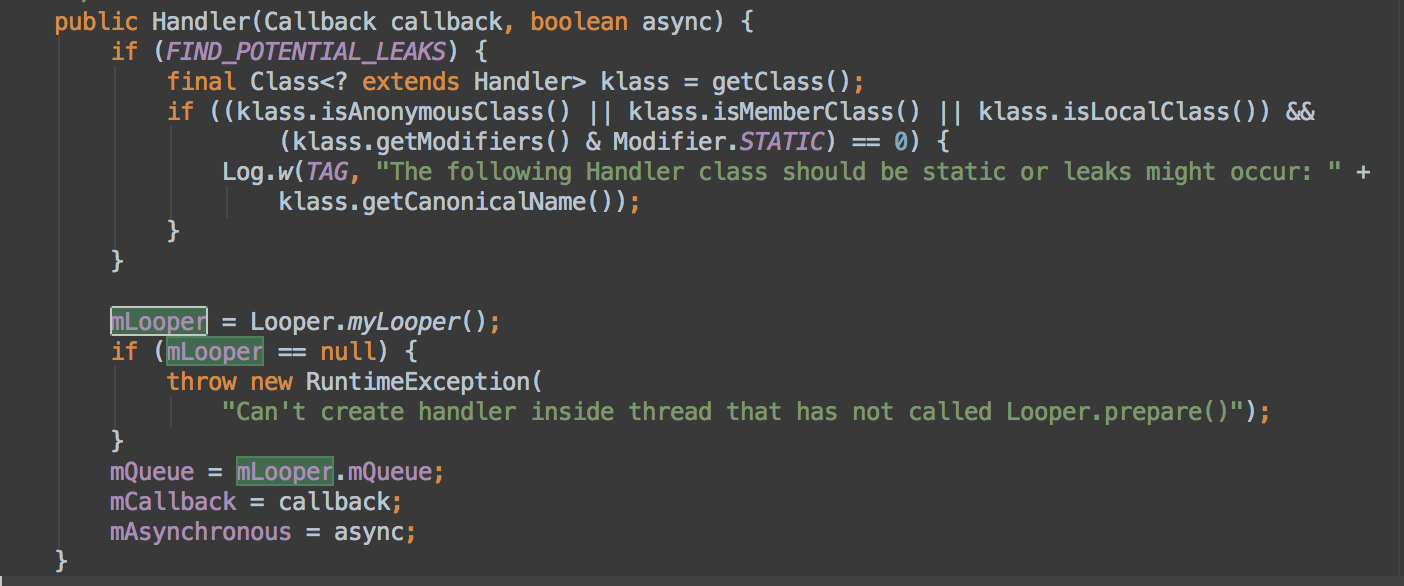 public Handler(Callback callback, boolean async) {
if (FIND_POTENTIAL_LEAKS) {
final Class<? extends Handler> klass = getClass();
if ((klass.isAnonymousClass() || klass.isMemberClass() || klass.isLocalClass()) &&
(klass.getModifiers() & Modifier.STATIC) == 0) {
Log.w(TAG, "The following Handler class should be static or leaks might occur: " +
klass.getCanonicalName());
}
}
mLooper = Looper.myLooper();
if (mLooper == null) {
throw new RuntimeException(
"Can't create handler inside thread that has not called Looper.prepare()");
}
mQueue = mLooper.mQueue;
mCallback = callback;
mAsynchronous = async;
}